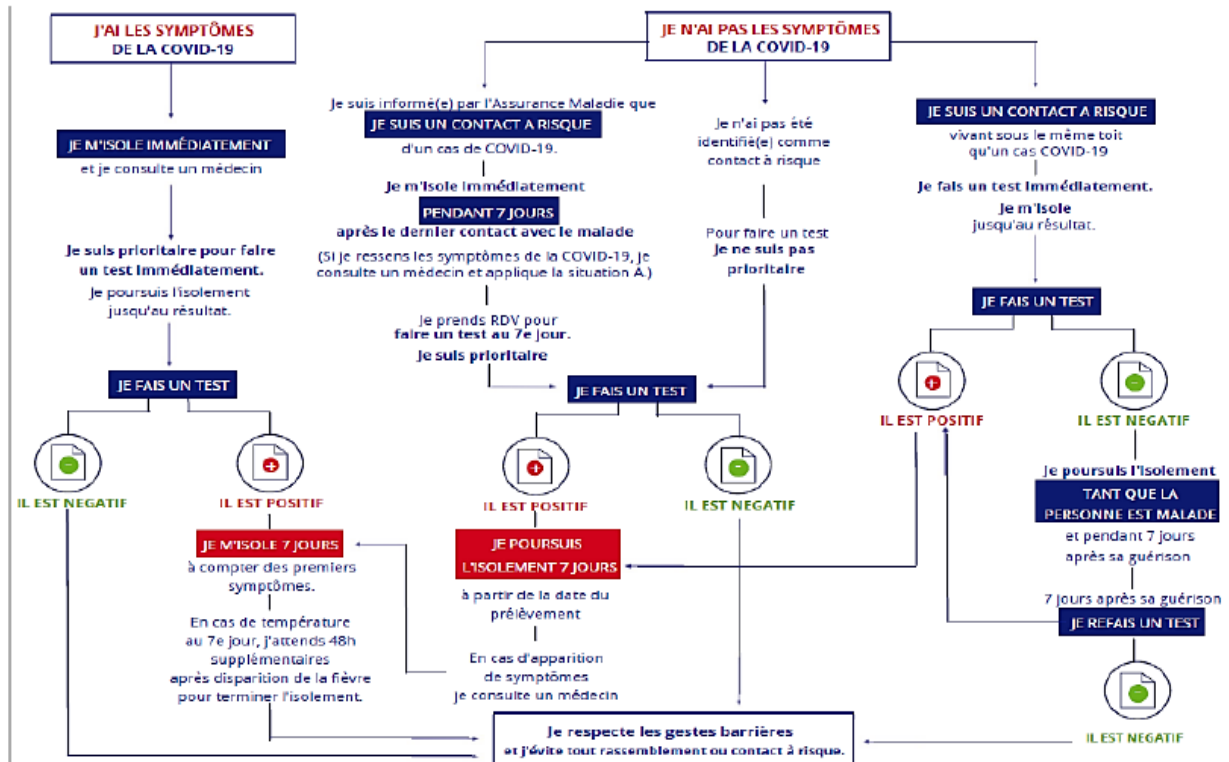 J'AI LES SYMPTÔMES
DE LA COVID-19
JE M'ISOLE IMMÉDIATEMENT
et je consulte un médecin
Je suis prioritaire pour faire
un test immédiatement.
Je poursuis l'isolement
jusqu'au résultat.
JE FAIS UN TEST
IL EST NEGATIF
IL EST POSITIF
JE M'ISOLE 7 JOURS
à compter des premiers
symptômes.
En cas de température
au 7e jour, j'attends 48h
supplémentaires
après disparition de la fièvre
pour terminer l'isolement.
JE N'AI PAS LES SYMPTÔMES
DE LA COVID-19
Je suis informé(e) par l'Assurance Maladie que
JE SUIS UN CONTACT A RISQUE
d'un cas de COVID-19.
Je m'isole immédiatement
PENDANT 7 JOURS
après le dernier contact avec le malade
(Si je ressens les symptômes de la COVID-19, je
consulte un médecin et applique la situation A.)
Je prends RDV pour
faire un test au 7e jour.
Je suis prioritaire
Je n'ai pas été
identifié(e) comme
contact à risque
Pour faire un test
Je ne suis pas
prioritaire
JE FAIS UN TEST
IL EST POSITIF
IL EST NEGATIF
JE POURSUIS
L'ISOLEMENT 7 JOURS
à partir de la date du
prélèvement
En cas d'apparition
de symptômes
je consulte un médecin
JE SUIS UN CONTACT A RISQUE
vivant sous le même toit
qu'un cas COVID-19
Je fais un test immédiatement.
Je m'isole
jusqu'au résultat.
JE FAIS UN TEST
IL EST POSITIF
IL EST NEGATIF
Je poursuis l'isolement
TANT QUE LA
PERSONNE EST MALADE
et pendant 7 jours
après sa guérison
7 jours après sa guérison
JE REFAIS UN TEST
IL EST NEGATIF
Je respecte les gestes barrières
et j'évite tout rassemblement ou contact à risque.